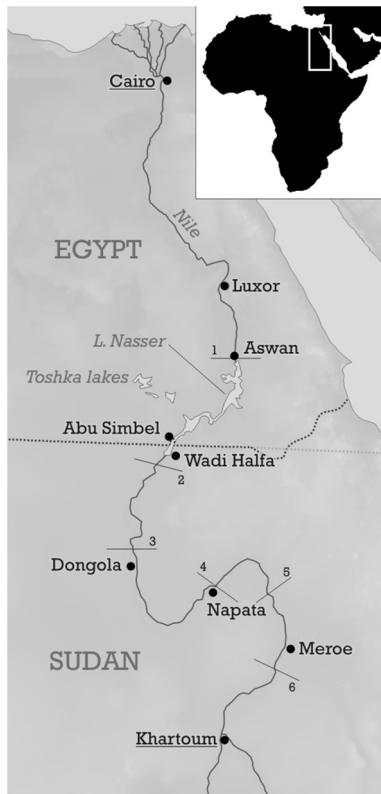 Cairo
Nile
EGYPT
Luxor
L. Nasser
1
Aswan
Toshka lakes
Abu Simbel
Wadi Halfa
2
3
Dongola
4
5
Napata
SUDAN
Meroe
6
Khartoum